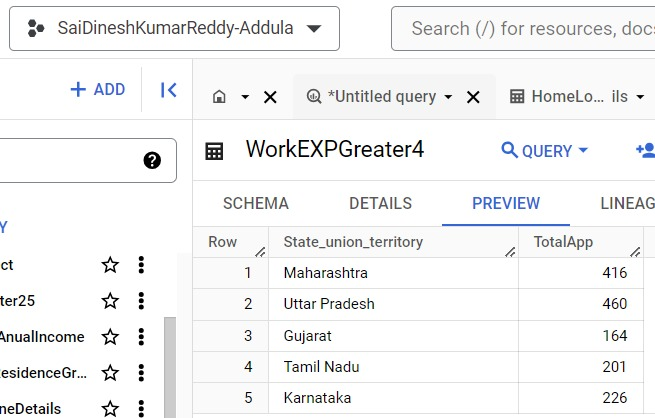 SaiDineshKumarReddy-Addula
Search (/) for resources, docs
+ ADD
*Untitled query
HomeLo... ils
WorkEXPGreater4
QUERY
SCHEMA DETAILS PREVIEW LINEAG
Row State_union_territory TotalApp
1 Maharashtra 416
2 Uttar Pradesh 460
3 Gujarat 164
4 Tamil Nadu 201
5 Karnataka 226
Y
ct
ter25
AnualIncome
esidenceGr...
neDetails